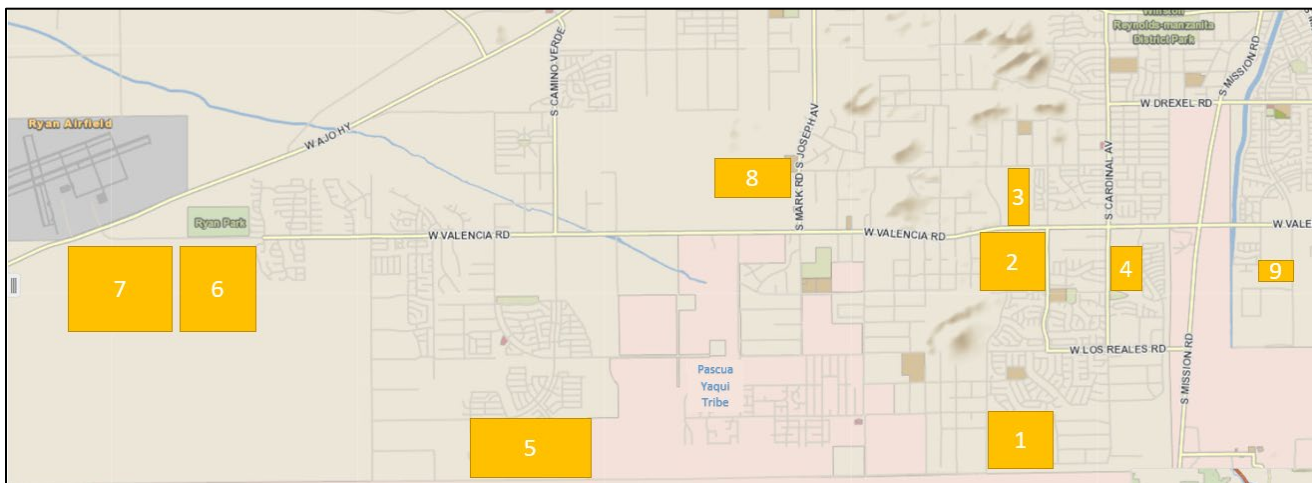 Reynolds-manzanita
District Park
S CAMINO VERDE
S MISSION RD
W DREXEL RD
Ryan Airfield
W AJO HY
S JOSEPH AV
S CARDINAL AV
8
3
S MARK RD
Ryan Park
W VALENCIA RD
W VALENCIA RD
W VALE
7
6
2
4
9
W LOS REALES RD
S MISSION RD
Pascua
Yaqui
Tribe
5
1